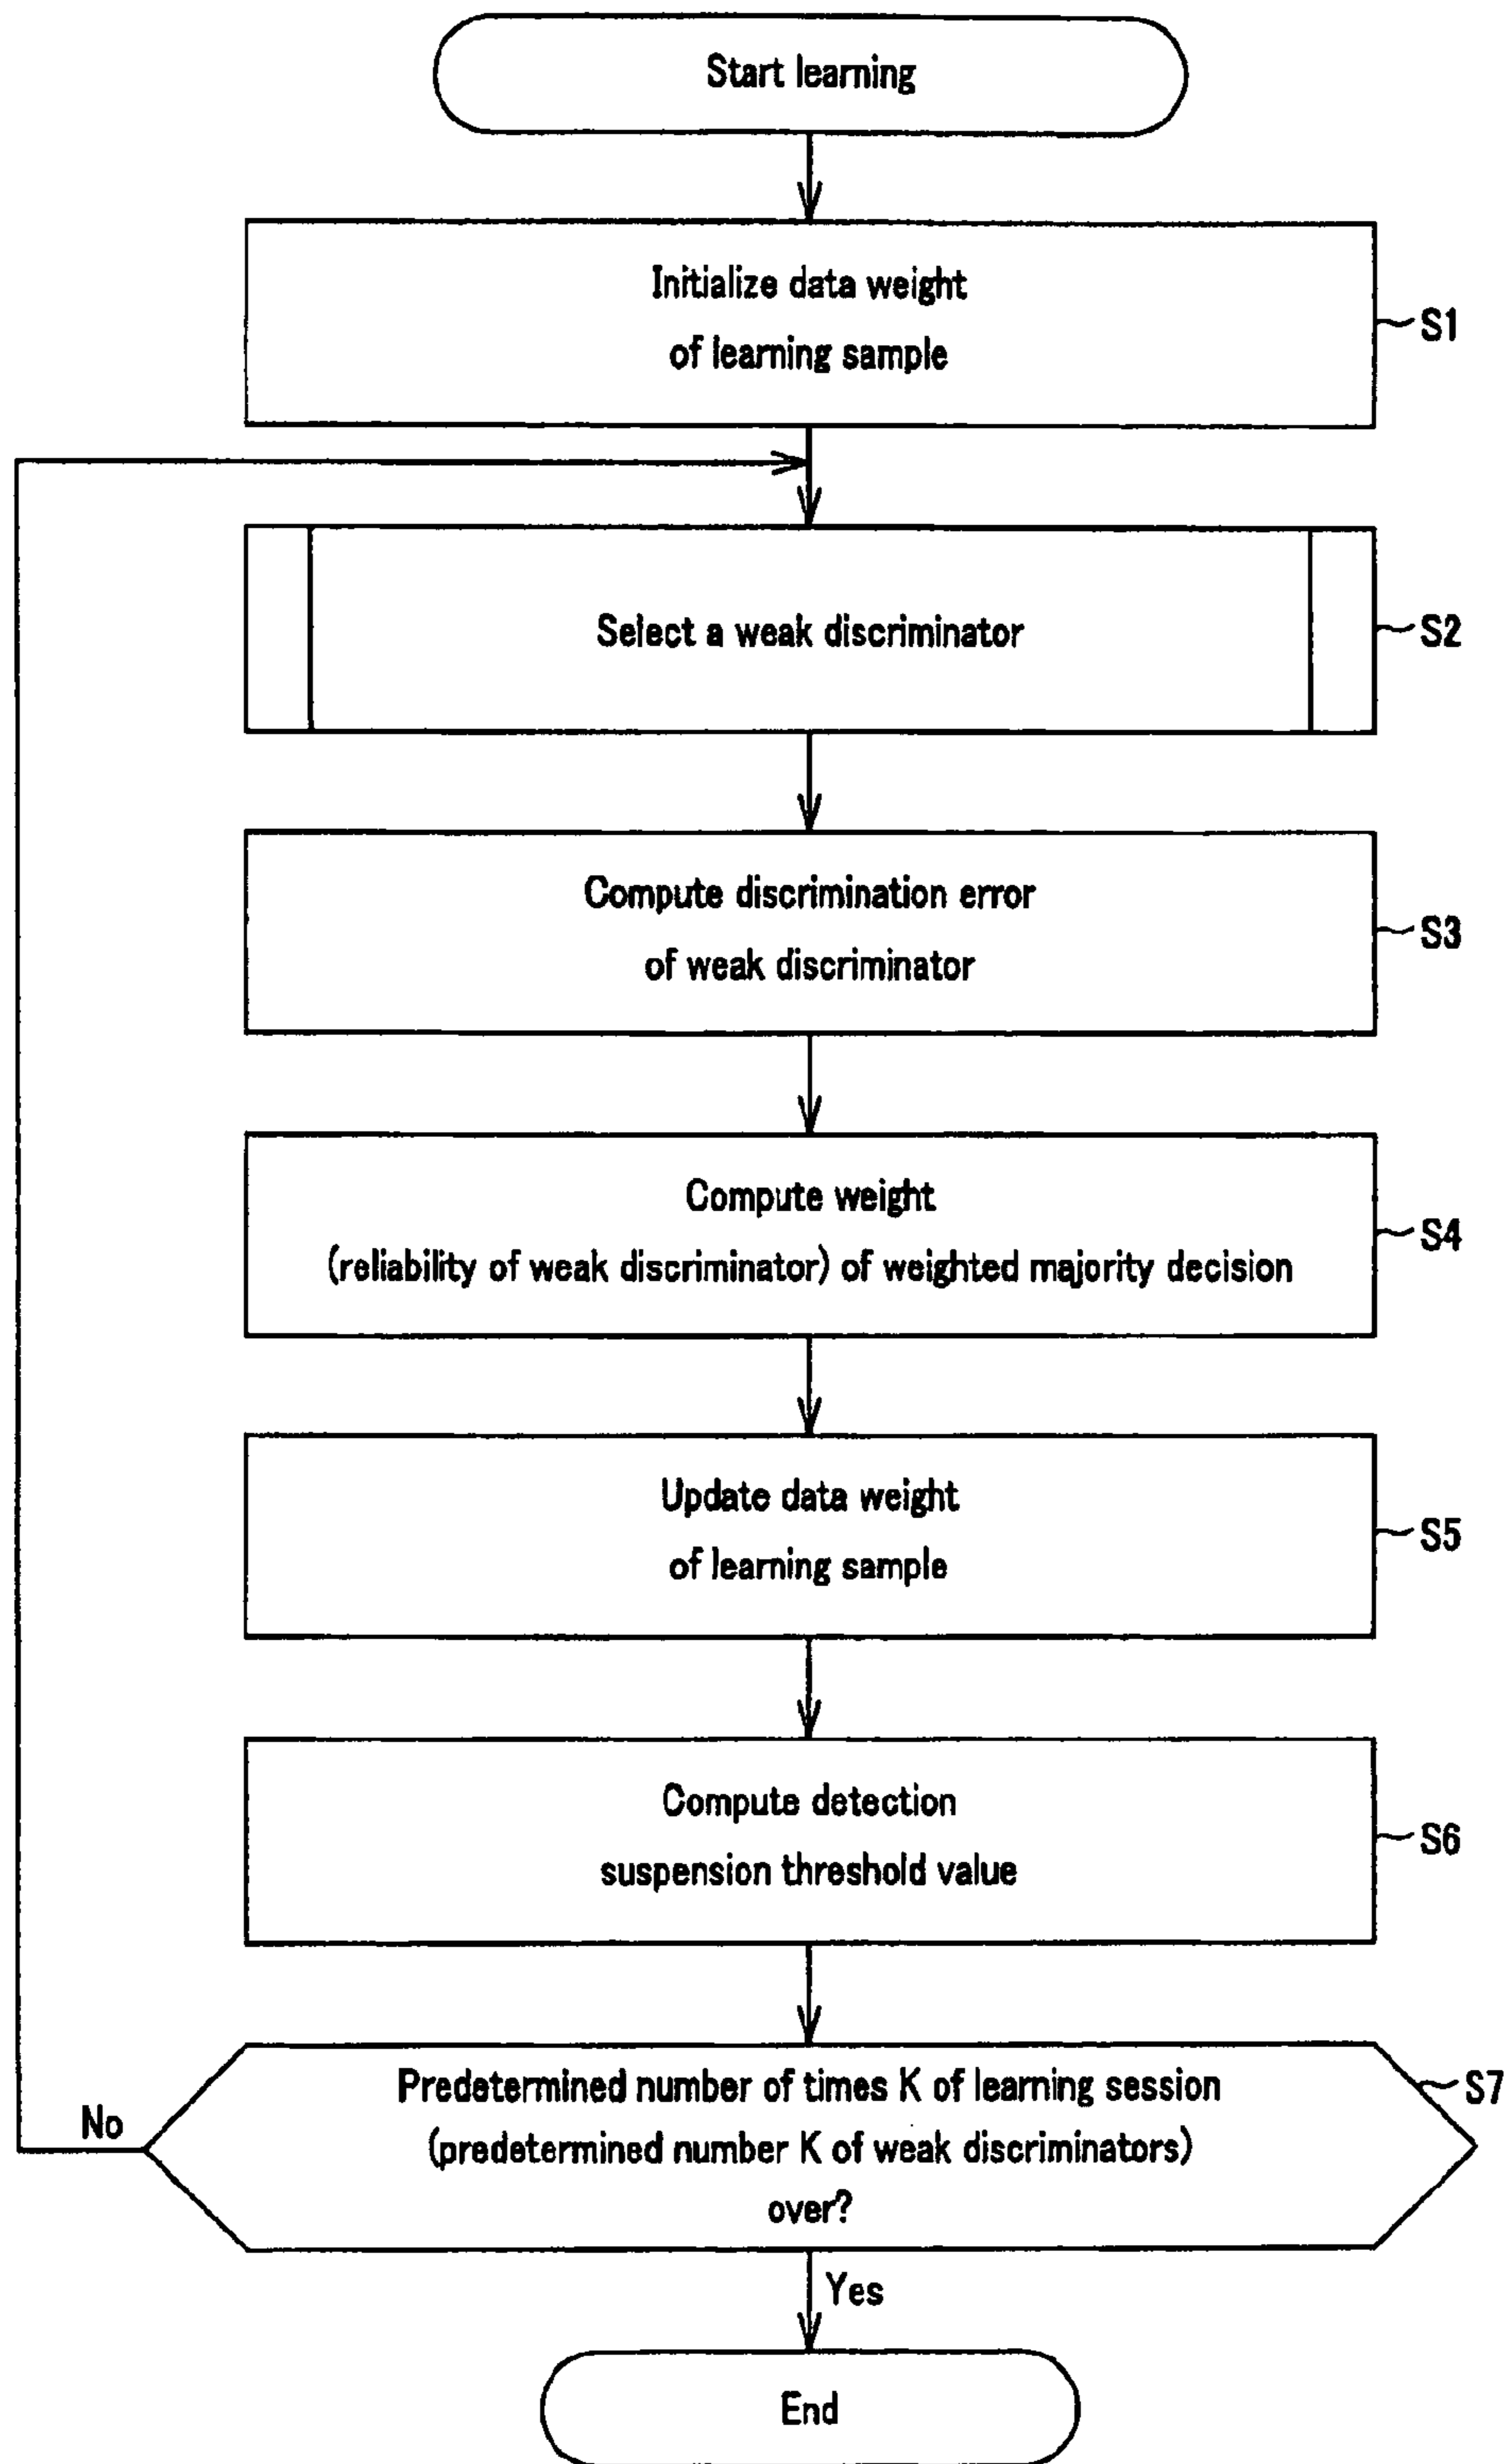 Start learning
Initialize data weight
of learning sample
S1
Select a weak discriminator
S2
Compute discrimination error
of weak discriminator
S3
Compute weight
(reliability of weak discriminator) of weighted majority decision
S4
Update data weight
of learning sample
S5
Compute detection
suspension threshold value
S6
Predetermined number of times K of learning session
(predetermined number K of weak discriminators)
over?
S7
No
Yes
End